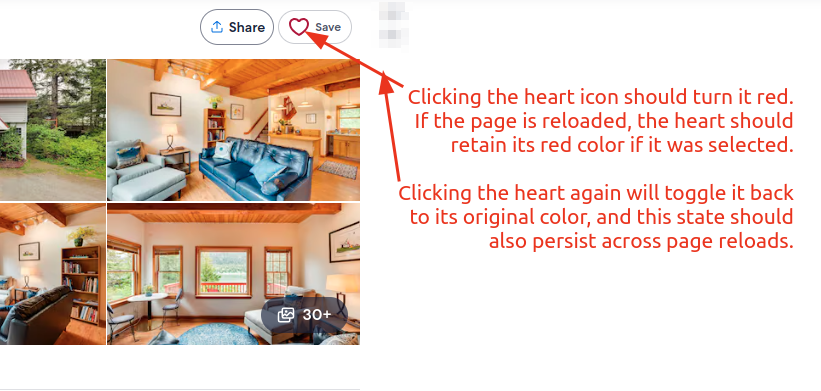 Share
Save
Clicking the heart icon should turn it red.
If the page is reloaded, the heart should
retain its red color if it was selected.
Clicking the heart again will toggle it back
to its original color, and this state should
also persist across page reloads.
30+